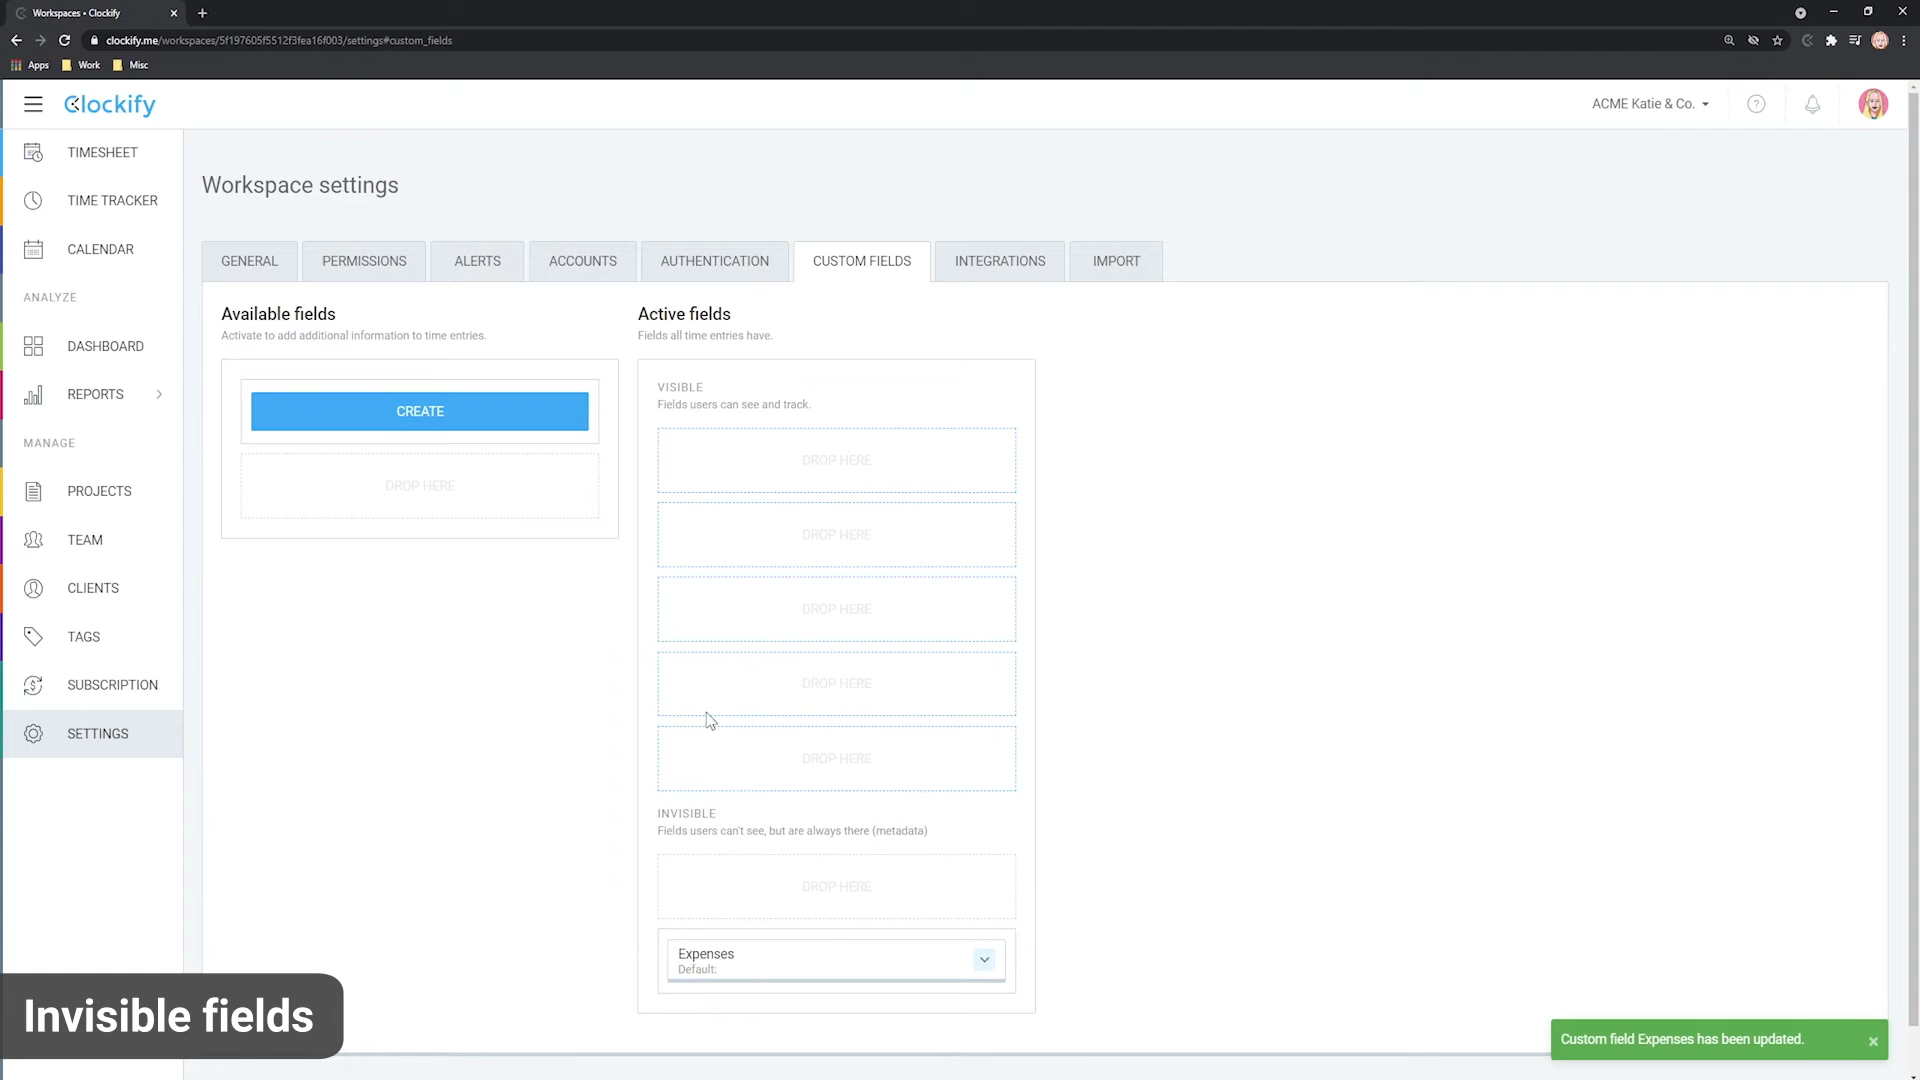 Workspaces • Clockify
clockify.me/workspaces/5f197605f5512f3fea16f003/settings#custom_fields
Apps
Work
Misc
Clockify
ACME Katie & Co.
TIMESHEET
TIME TRACKER
CALENDAR
ANALYZE
DASHBOARD
REPORTS
MANAGE
PROJECTS
TEAM
CLIENTS
TAGS
SUBSCRIPTION
SETTINGS
Workspace settings
GENERAL
PERMISSIONS
ALERTS
ACCOUNTS
AUTHENTICATION
CUSTOM FIELDS
INTEGRATIONS
IMPORT
Available fields
Activate to add additional information to time entries.
CREATE
DROP HERE
Active fields
Fields all time entries have.
VISIBLE
Fields users can see and track.
DROP HERE
DROP HERE
DROP HERE
DROP HERE
DROP HERE
INVISIBLE
Fields users can't see, but are always there (metadata)
DROP HERE
Expenses
Default:
Invisible fields
Custom field Expenses has been updated.